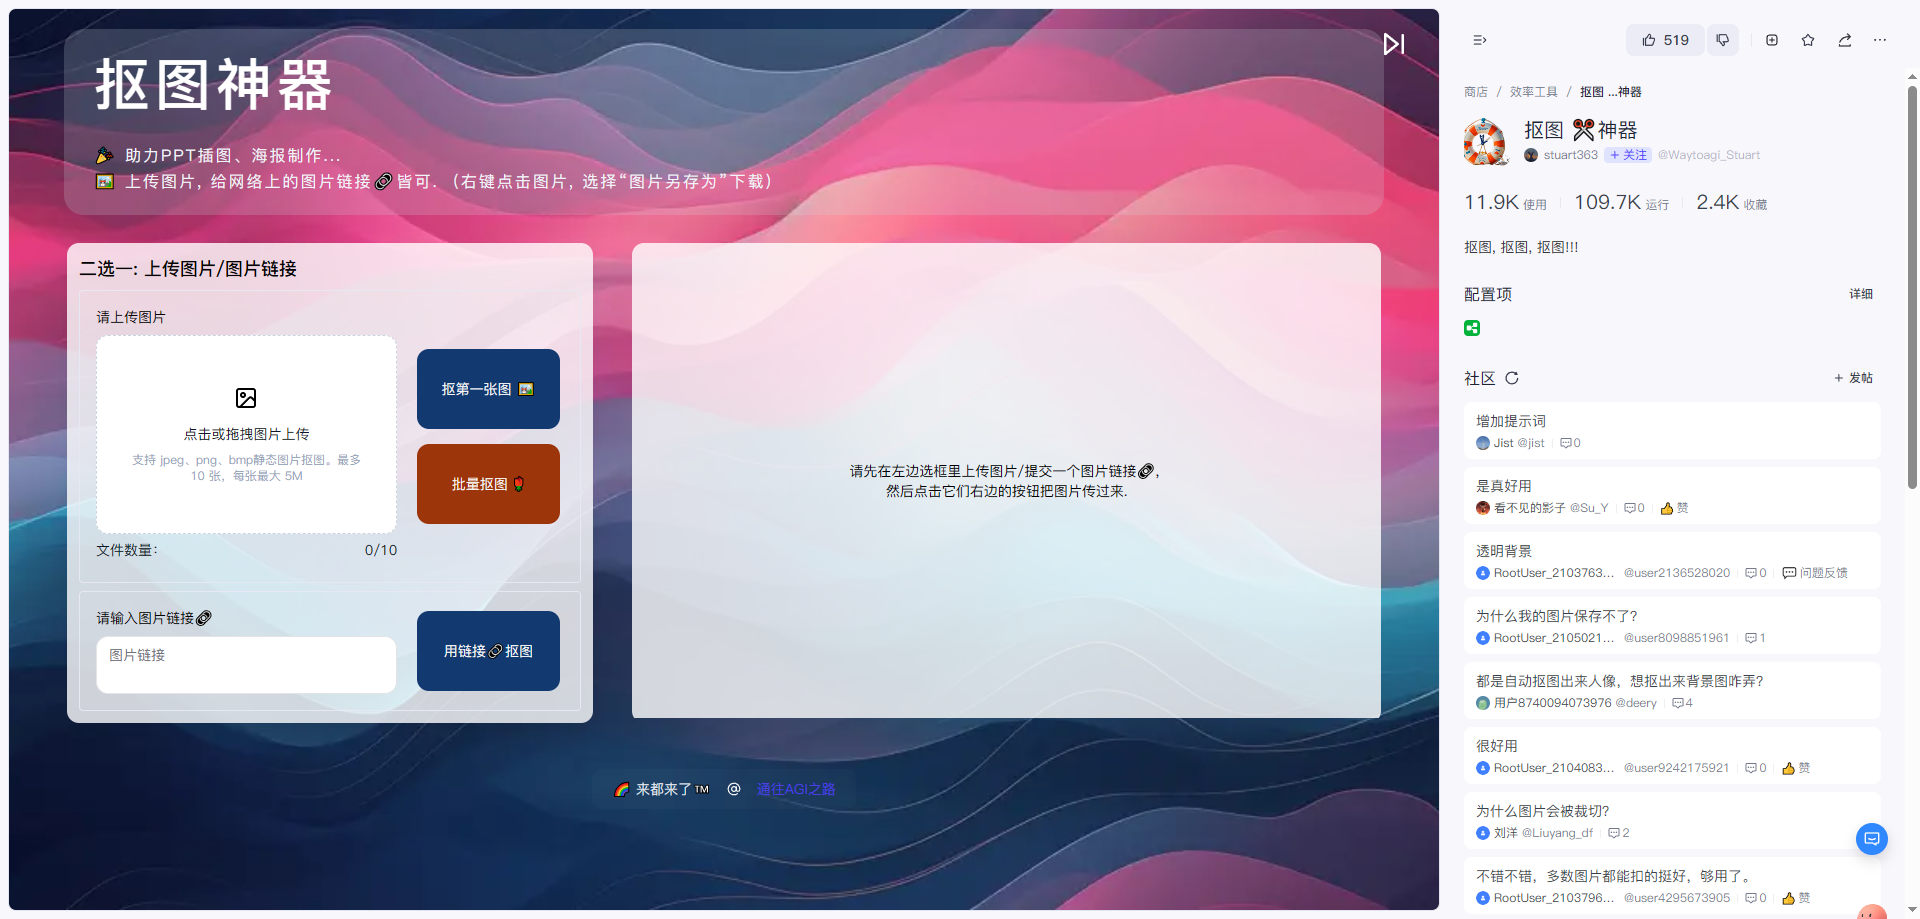 抠图神器
🎉 助力PPT插图、海报制作...
🖼️ 上传图片, 给网络上的图片链接🔗皆可. （右键点击图片, 选择“图片另存为”下载）
二选一: 上传图片/图片链接
请上传图片
点击或拖拽图片上传
支持 jpeg、png、bmp静态图片抠图。最多
10 张，每张最大 5M
文件数量:
0/10
抠第一张图 🖼️
批量抠图🌹
请输入图片链接🔗
图片链接
用链接🔗抠图
请先在左边选框里上传图片/提交一个图片链接🔗,
然后点击它们右边的按钮把图片传过来.
🌈 来都来了™️ @ 通往AGI之路
519
商店 / 效率工具 / 抠图 ...神器
抠图 ✂️神器
stuart363 + 关注 @Waytoagi_Stuart
11.9K 使用 109.7K 运行 2.4K 收藏
抠图, 抠图, 抠图!!!
配置项 详细
社区 + 发帖
增加提示词
Jist @jist 0
是真好用
看不见的影子 @Su_Y 0 👍 赞
透明背景
RootUser_2103763... @user2136528020 0 💬 问题反馈
为什么我的图片保存不了?
RootUser_2105021... @user8098851961 1
都是自动抠图出来人像，想抠出来背景图咋弄?
用户8740094073976 @deery 4
很好用
RootUser_2104083... @user9242175921 0 👍 赞
为什么图片会被裁切?
刘洋 @Liuyang_df 2
不错不错，多数图片都能扣的挺好，够用了。
RootUser_2103796... @user4295673905 0 👍 赞